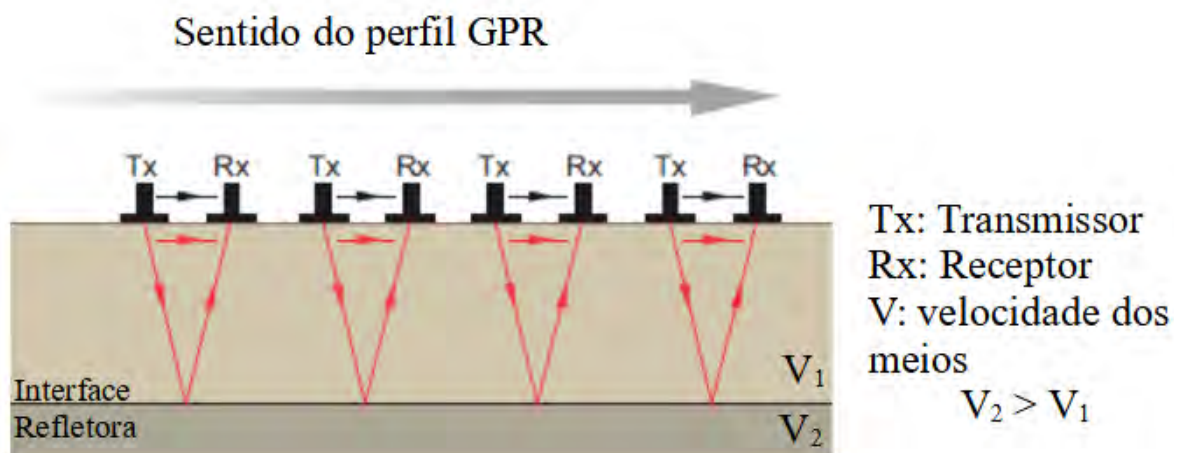 Sentido do perfil GPR
Tx Rx Tx Rx Tx Rx Tx Rx
Tx: Transmissor
Rx: Receptor
V: velocidade dos
meios
V₂ > V₁
V₁
Interface
Refletora
V₂